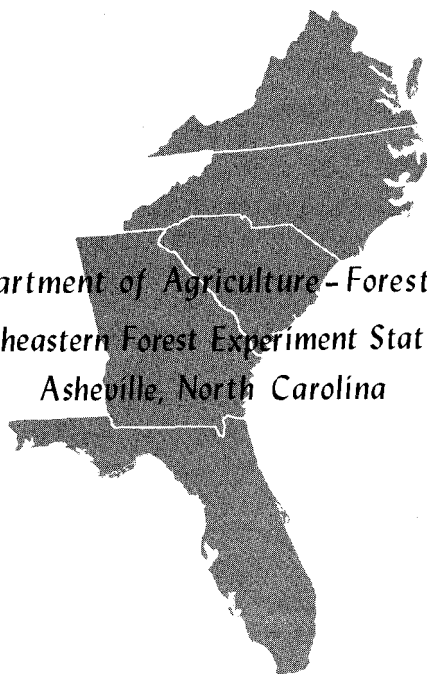 artment of Agriculture – Forest
heastern Forest Experiment Stat
Asheville, North Carolina